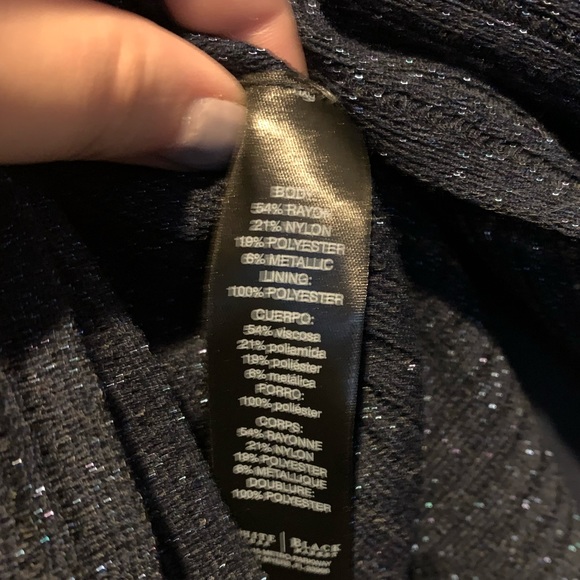 BODY:
54% RAYON
21% NYLON
19% POLYESTER
6% METALLIC
LINING:
100% POLYESTER
CUERPO:
54% viscosa
21% poliamida
19% poliéster
6% metálica
FORRO:
100% poliéster
CORPS:
54% RAYONNE
21% NYLON
19% POLYESTER
6% METALLIQUE
DOUBLURE:
100% POLYESTER
BLACK